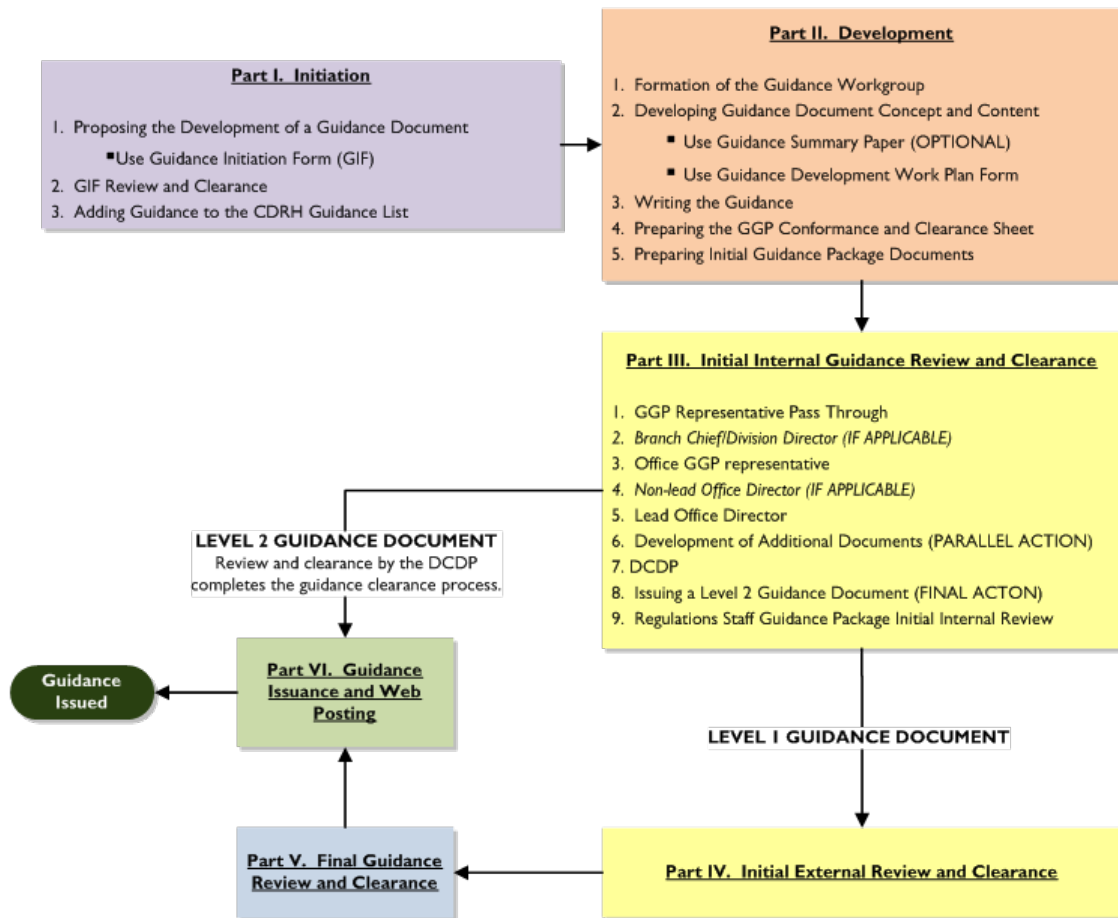 Part I.  Initiation
1.  Proposing the Development of a Guidance Document
▪Use Guidance Initiation Form (GIF)
2.  GIF Review and Clearance
3.  Adding Guidance to the CDRH Guidance List
Part II.  Development
1.  Formation of the Guidance Workgroup
2.  Developing Guidance Document Concept and Content
▪  Use Guidance Summary Paper (OPTIONAL)
▪  Use Guidance Development Work Plan Form
3.  Writing the Guidance
4.  Preparing the GGP Conformance and Clearance Sheet
5.  Preparing Initial Guidance Package Documents
Part III.  Initial Internal Guidance Review and Clearance
1.  GGP Representative Pass Through
2.  Branch Chief/Division Director (IF APPLICABLE)
3.  Office GGP representative
4.  Non-lead Office Director (IF APPLICABLE)
5.  Lead Office Director
6.  Development of Additional Documents (PARALLEL ACTION)
7. DCDP
8.  Issuing a Level 2 Guidance Document (FINAL ACTON)
9.  Regulations Staff Guidance Package Initial Internal Review
LEVEL 2 GUIDANCE DOCUMENT
Review and clearance by the DCDP
completes the guidance clearance process.
LEVEL 1 GUIDANCE DOCUMENT
Part IV.  Initial External Review and Clearance
Part V.  Final Guidance
Review and Clearance
Part VI.  Guidance
Issuance and Web
Posting
Guidance
Issued